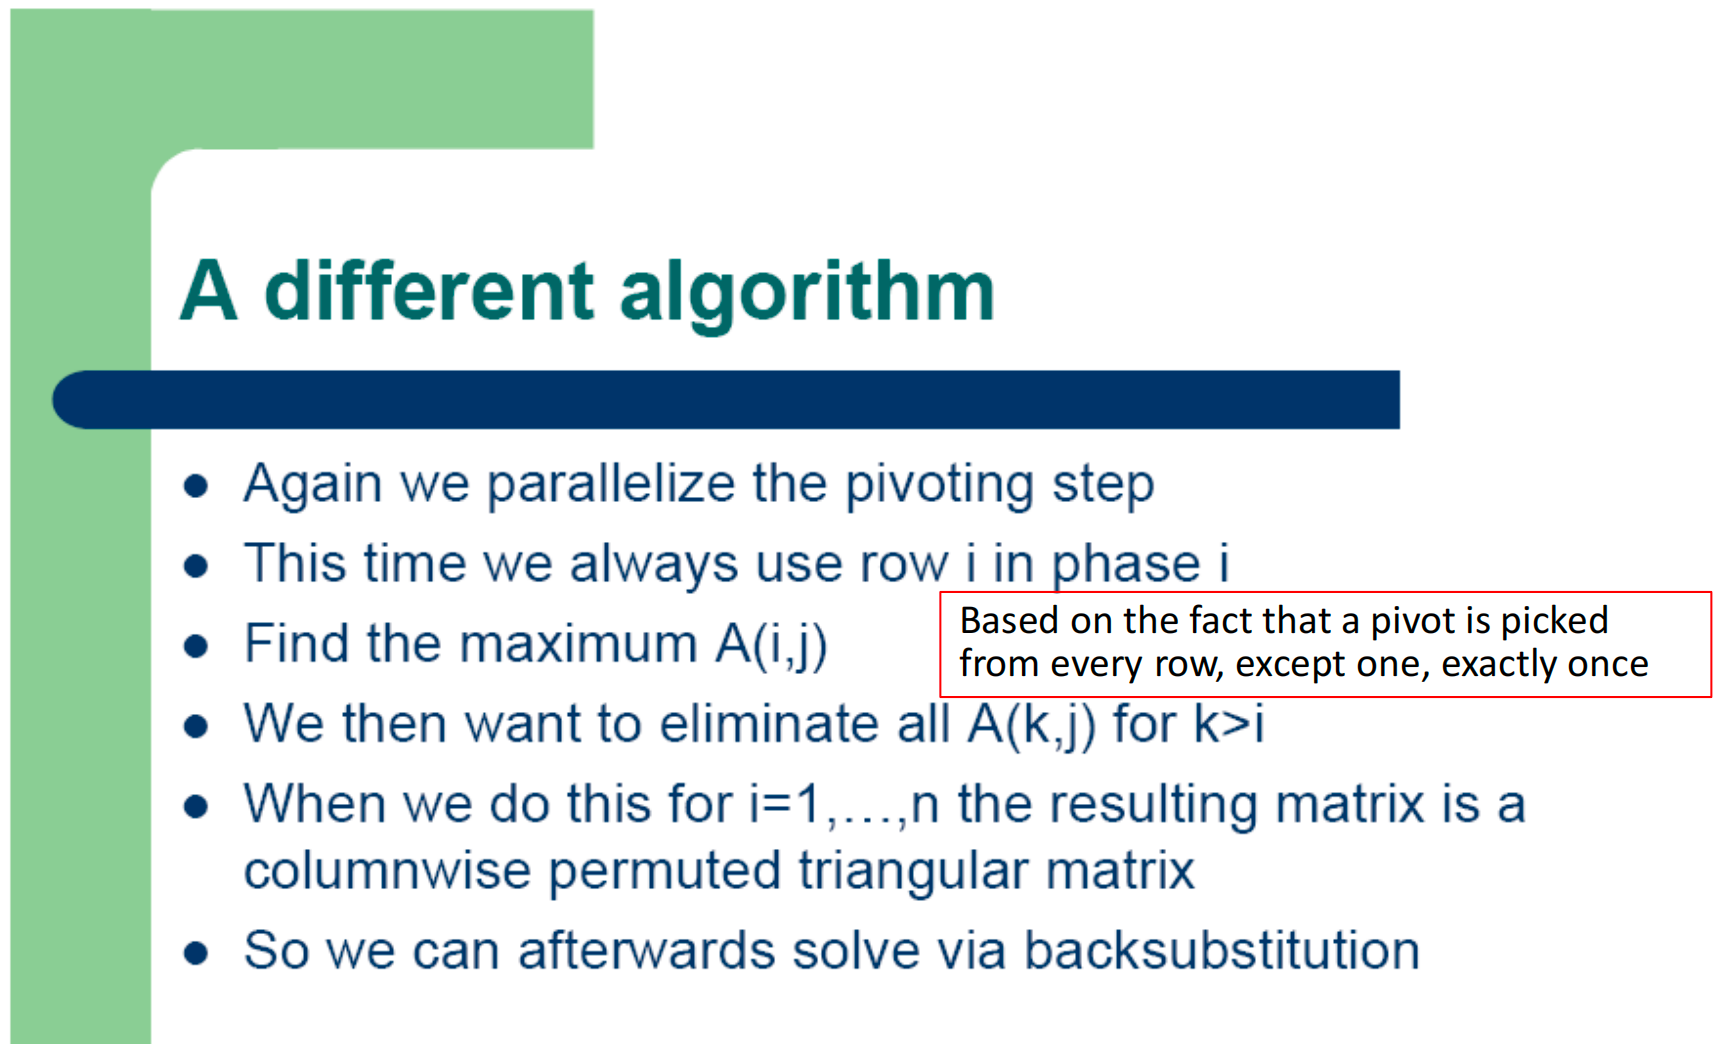 A different algorithm
● Again we parallelize the pivoting step
● This time we always use row i in phase i
● Find the maximum A(i,j)
Based on the fact that a pivot is picked
from every row, except one, exactly once
● We then want to eliminate all A(k,j) for k>i
● When we do this for i=1,…,n the resulting matrix is a
columnwise permuted triangular matrix
● So we can afterwards solve via backsubstitution